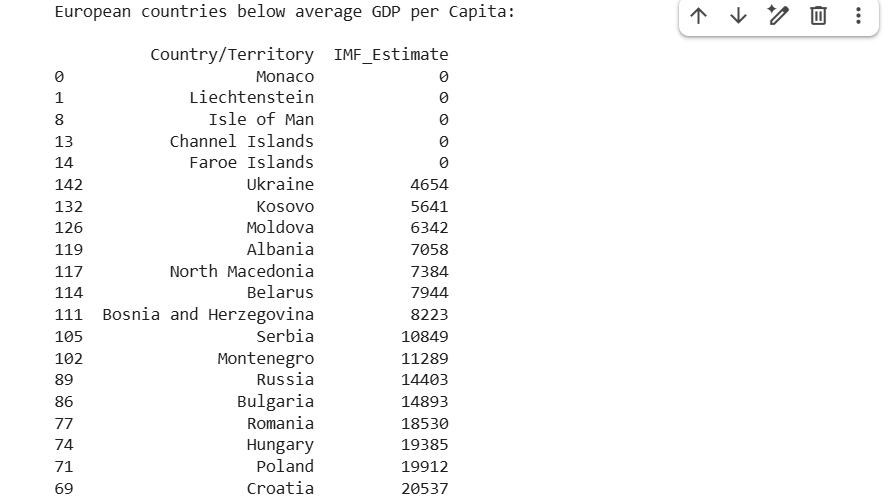 European countries below average GDP per Capita:
Country/Territory IMF_Estimate
0 Monaco 0
1 Liechtenstein 0
8 Isle of Man 0
13 Channel Islands 0
14 Faroe Islands 0
142 Ukraine 4654
132 Kosovo 5641
126 Moldova 6342
119 Albania 7058
117 North Macedonia 7384
114 Belarus 7944
111 Bosnia and Herzegovina 8223
105 Serbia 10849
102 Montenegro 11289
89 Russia 14403
86 Bulgaria 14893
77 Romania 18530
74 Hungary 19385
71 Poland 19912
69 Croatia 20537